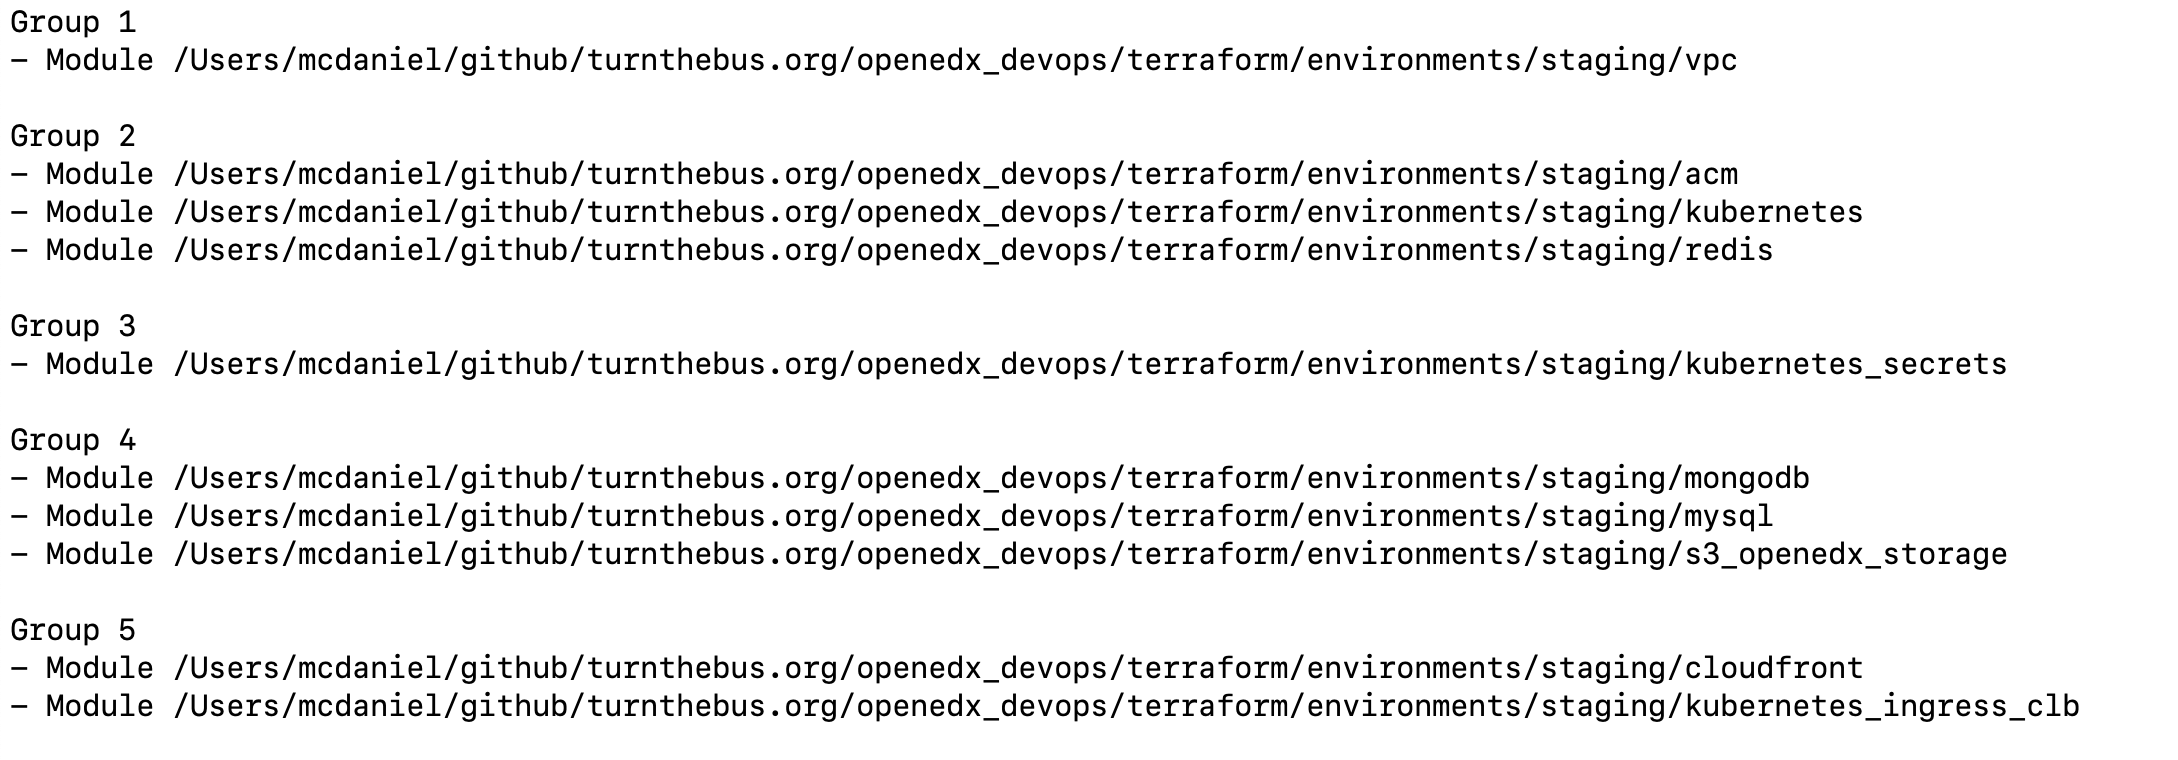 Group 1
– Module /Users/mcdaniel/github/turnthebus.org/openedx_devops/terraform/environments/staging/vpc
Group 2
– Module /Users/mcdaniel/github/turnthebus.org/openedx_devops/terraform/environments/staging/acm
– Module /Users/mcdaniel/github/turnthebus.org/openedx_devops/terraform/environments/staging/kubernetes
– Module /Users/mcdaniel/github/turnthebus.org/openedx_devops/terraform/environments/staging/redis
Group 3
– Module /Users/mcdaniel/github/turnthebus.org/openedx_devops/terraform/environments/staging/kubernetes_secrets
Group 4
– Module /Users/mcdaniel/github/turnthebus.org/openedx_devops/terraform/environments/staging/mongodb
– Module /Users/mcdaniel/github/turnthebus.org/openedx_devops/terraform/environments/staging/mysql
– Module /Users/mcdaniel/github/turnthebus.org/openedx_devops/terraform/environments/staging/s3_openedx_storage
Group 5
– Module /Users/mcdaniel/github/turnthebus.org/openedx_devops/terraform/environments/staging/cloudfront
– Module /Users/mcdaniel/github/turnthebus.org/openedx_devops/terraform/environments/staging/kubernetes_ingress_clb